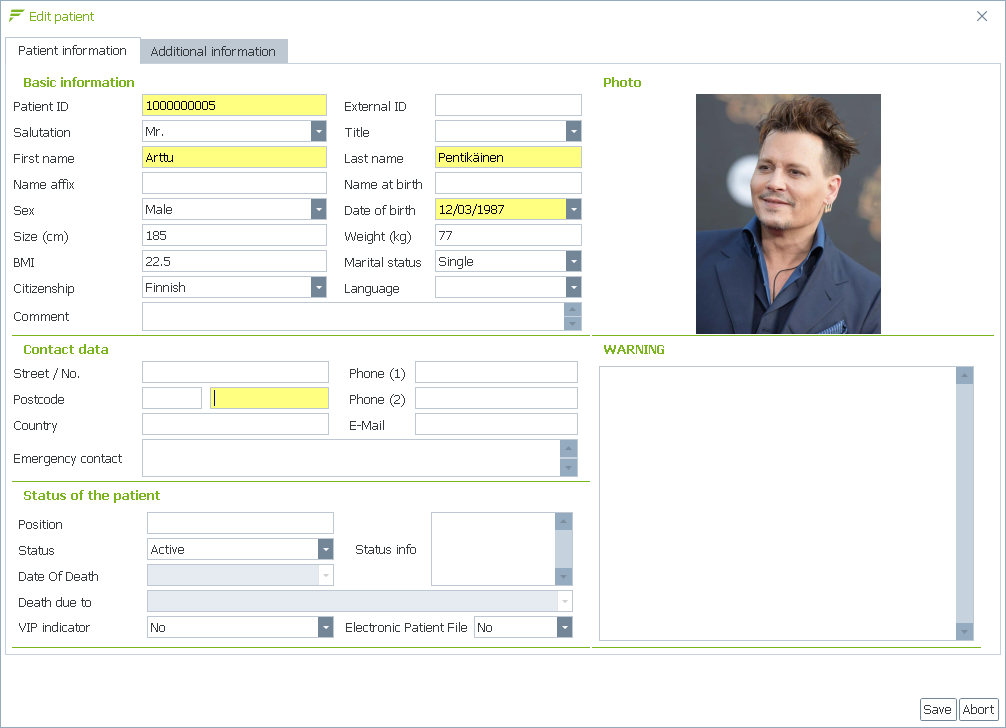 Edit patient
Patient information Additional information
Basic information
Patient ID 1000000005 External ID
Salutation Mr. Title
First name Arttu Last name Pentikäinen
Name affix Name at birth
Sex Male Date of birth 12/03/1987
Size (cm) 185 Weight (kg) 77
BMI 22.5 Marital status Single
Citizenship Finnish Language
Comment
Photo
Contact data
Street / No. Phone (1)
Postcode Phone (2)
Country E-Mail
Emergency contact
WARNING
Status of the patient
Position
Status Active Status info
Date Of Death
Death due to
VIP indicator No Electronic Patient File No
Save Abort